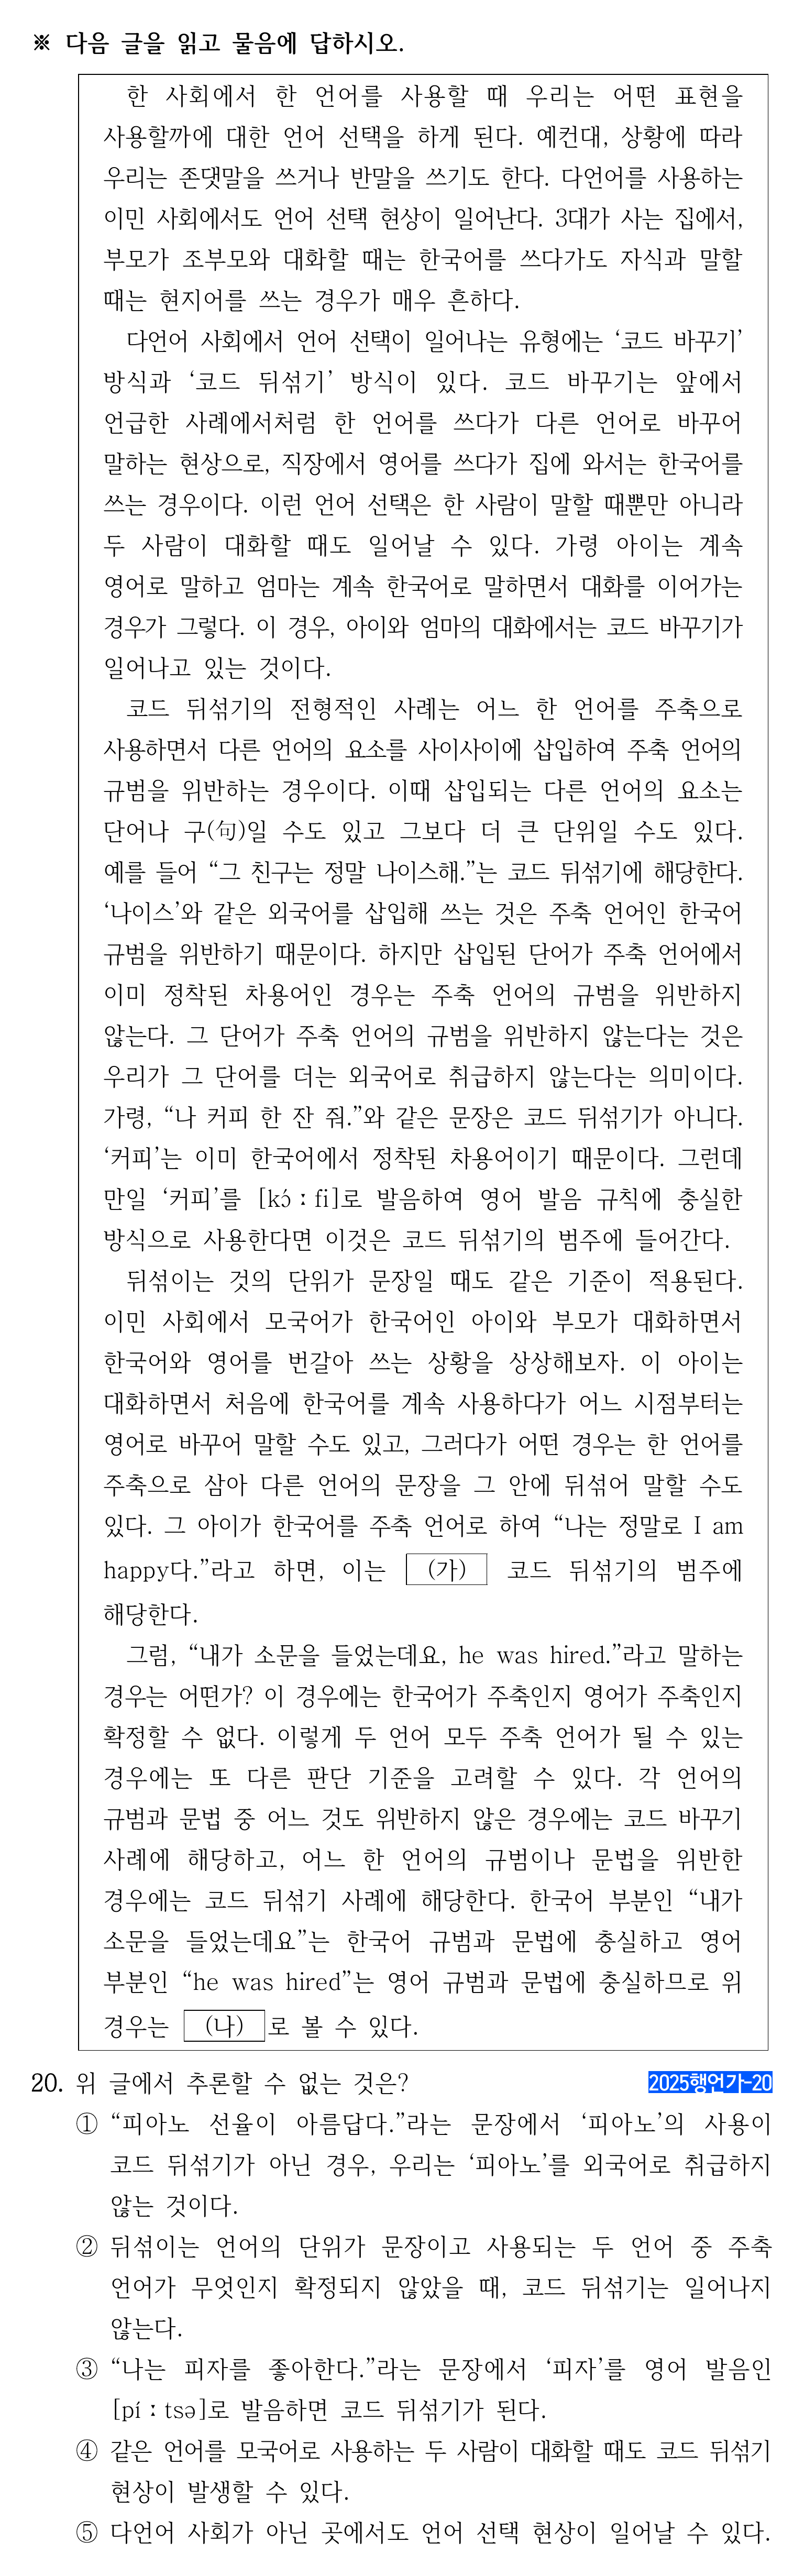 ※ 다음 글을 읽고 물음에 답하시오.
한 사회에서 한 언어를 사용할 때 우리는 어떤 표현을
사용할까에 대한 언어 선택을 하게 된다. 예컨대, 상황에 따라
우리는 존댓말을 쓰거나 반말을 쓰기도 한다. 다언어를 사용하는
이민 사회에서도 언어 선택 현상이 일어난다. 3대가 사는 집에서,
부모가 조부모와 대화할 때는 한국어를 쓰다가도 자식과 말할
때는 현지어를 쓰는 경우가 매우 흔하다.
다언어 사회에서 언어 선택이 일어나는 유형에는 ‘코드 바꾸기’
방식과 ‘코드 뒤섞기’ 방식이 있다. 코드 바꾸기는 앞에서
언급한 사례에서처럼 한 언어를 쓰다가 다른 언어로 바꾸어
말하는 현상으로, 직장에서 영어를 쓰다가 집에 와서는 한국어를
쓰는 경우이다. 이런 언어 선택은 한 사람이 말할 때뿐만 아니라
두 사람이 대화할 때도 일어날 수 있다. 가령 아이는 계속
영어로 말하고 엄마는 계속 한국어로 말하면서 대화를 이어가는
경우가 그렇다. 이 경우, 아이와 엄마의 대화에서는 코드 바꾸기가
일어나고 있는 것이다.
코드 뒤섞기의 전형적인 사례는 어느 한 언어를 주축으로
사용하면서 다른 언어의 요소를 사이사이에 삽입하여 주축 언어의
규범을 위반하는 경우이다. 이때 삽입되는 다른 언어의 요소는
단어나 구(句)일 수도 있고 그보다 더 큰 단위일 수도 있다.
예를 들어 “그 친구는 정말 나이스해.”는 코드 뒤섞기에 해당한다.
‘나이스’와 같은 외국어를 삽입해 쓰는 것은 주축 언어인 한국어
규범을 위반하기 때문이다. 하지만 삽입된 단어가 주축 언어에서
이미 정착된 차용어인 경우는 주축 언어의 규범을 위반하지
않는다. 그 단어가 주축 언어의 규범을 위반하지 않는다는 것은
우리가 그 단어를 더는 외국어로 취급하지 않는다는 의미이다.
가령, “나 커피 한 잔 줘.”와 같은 문장은 코드 뒤섞기가 아니다.
‘커피’는 이미 한국어에서 정착된 차용어이기 때문이다. 그런데
만일 ‘커피’를 [kɔ́ː fi]로 발음하여 영어 발음 규칙에 충실한
방식으로 사용한다면 이것은 코드 뒤섞기의 범주에 들어간다.
뒤섞이는 것의 단위가 문장일 때도 같은 기준이 적용된다.
이민 사회에서 모국어가 한국어인 아이와 부모가 대화하면서
한국어와 영어를 번갈아 쓰는 상황을 상상해보자. 이 아이는
대화하면서 처음에 한국어를 계속 사용하다가 어느 시점부터는
영어로 바꾸어 말할 수도 있고, 그러다가 어떤 경우는 한 언어를
주축으로 삼아 다른 언어의 문장을 그 안에 뒤섞어 말할 수도
있다. 그 아이가 한국어를 주축 언어로 하여 “나는 정말로 I am
happy다.”라고 하면, 이는 (가) 코드 뒤섞기의 범주에
해당한다.
그럼, “내가 소문을 들었는데요, he was hired.”라고 말하는
경우는 어떤가? 이 경우에는 한국어가 주축인지 영어가 주축인지
확정할 수 없다. 이렇게 두 언어 모두 주축 언어가 될 수 있는
경우에는 또 다른 판단 기준을 고려할 수 있다. 각 언어의
규범과 문법 중 어느 것도 위반하지 않은 경우에는 코드 바꾸기
사례에 해당하고, 어느 한 언어의 규범이나 문법을 위반한
경우에는 코드 뒤섞기 사례에 해당한다. 한국어 부분인 “내가
소문을 들었는데요”는 한국어 규범과 문법에 충실하고 영어
부분인 “he was hired”는 영어 규범과 문법에 충실하므로 위
경우는 (나) 로 볼 수 있다.
20. 위 글에서 추론할 수 없는 것은? 2025행언가-20
① “피아노 선율이 아름답다.”라는 문장에서 ‘피아노’의 사용이
코드 뒤섞기가 아닌 경우, 우리는 ‘피아노’를 외국어로 취급하지
않는 것이다.
② 뒤섞이는 언어의 단위가 문장이고 사용되는 두 언어 중 주축
언어가 무엇인지 확정되지 않았을 때, 코드 뒤섞기는 일어나지
않는다.
③ “나는 피자를 좋아한다.”라는 문장에서 ‘피자’를 영어 발음인
[píː tsə]로 발음하면 코드 뒤섞기가 된다.
④ 같은 언어를 모국어로 사용하는 두 사람이 대화할 때도 코드 뒤섞기
현상이 발생할 수 있다.
⑤ 다언어 사회가 아닌 곳에서도 언어 선택 현상이 일어날 수 있다.